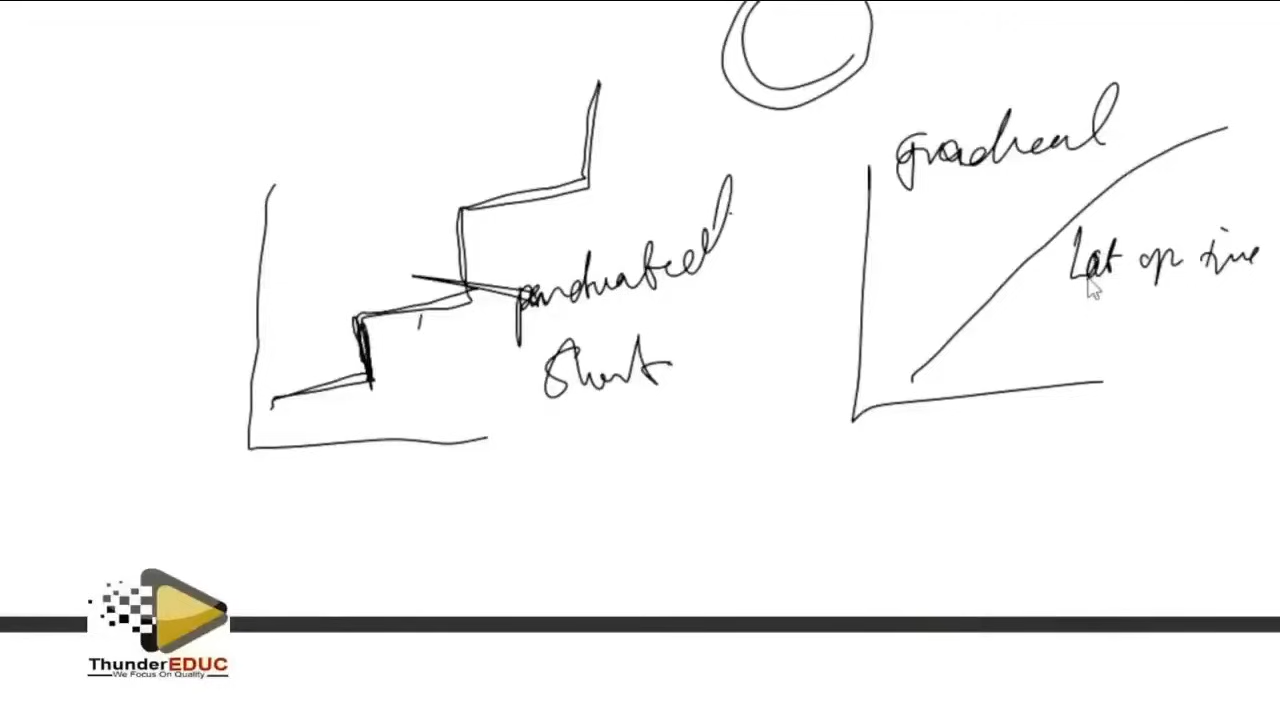 gradual
Lot of time
punctuated
Short
ThunderEDUC
We Focus On Quality